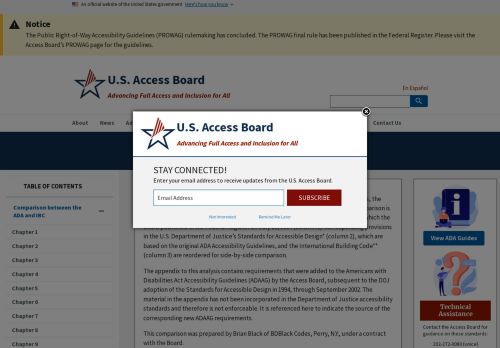 An official website of the United States government Here's how you know
Notice
The Public Right-of-Way Accessibility Guidelines (PROWAG) rulemaking has concluded. The PROWAG final rule has been published in the Federal Register. Please visit the
Access Board's PROWAG page for the guidelines.
U.S. Access Board
Advancing Full Access and Inclusion for All
En Español
About News
Contact Us
U.S. Access Board
Advancing Full Access and Inclusion for All
STAY CONNECTED!
Enter your email address to receive updates from the U.S. Access Board.
Email Address SUBSCRIBE
Not Interested Remind Me Later
TABLE OF CONTENTS
Comparison between the
ADA and IBC
Chapter 1
Chapter 2
Chapter 3
Chapter 4
Chapter 5
Chapter 6
Chapter 7
Chapter 8
Chapter 9
the
parison is
which the
provisions
in the U.S. Department of Justice's Standards for Accessible Design* (column 2), which are
based on the original ADA Accessibility Guidelines, and the International Building Code**
(column 3) are reordered for side-by-side comparison.
The appendix to this analysis contains requirements that were added to the Americans with
Disabilities Act Accessibility Guidelines (ADAAG) by the Access Board, subsequent to the DOJ
adoption of the Standards for Accessible Design in 1994, through September 2002. The
material in the appendix has not been incorporated in the Department of Justice accessibility
standards and therefore is not enforceable. It is referenced here to indicate the source of the
corresponding new ADAAG requirements.
This comparison was prepared by Brian Black of BDBlack Codes, Perry, NY., under a contract
with the Board.
View ADA Guides
Technical
Assistance
Contact the Access Board for
guidance on these standards:
202-272-0080 (voice)